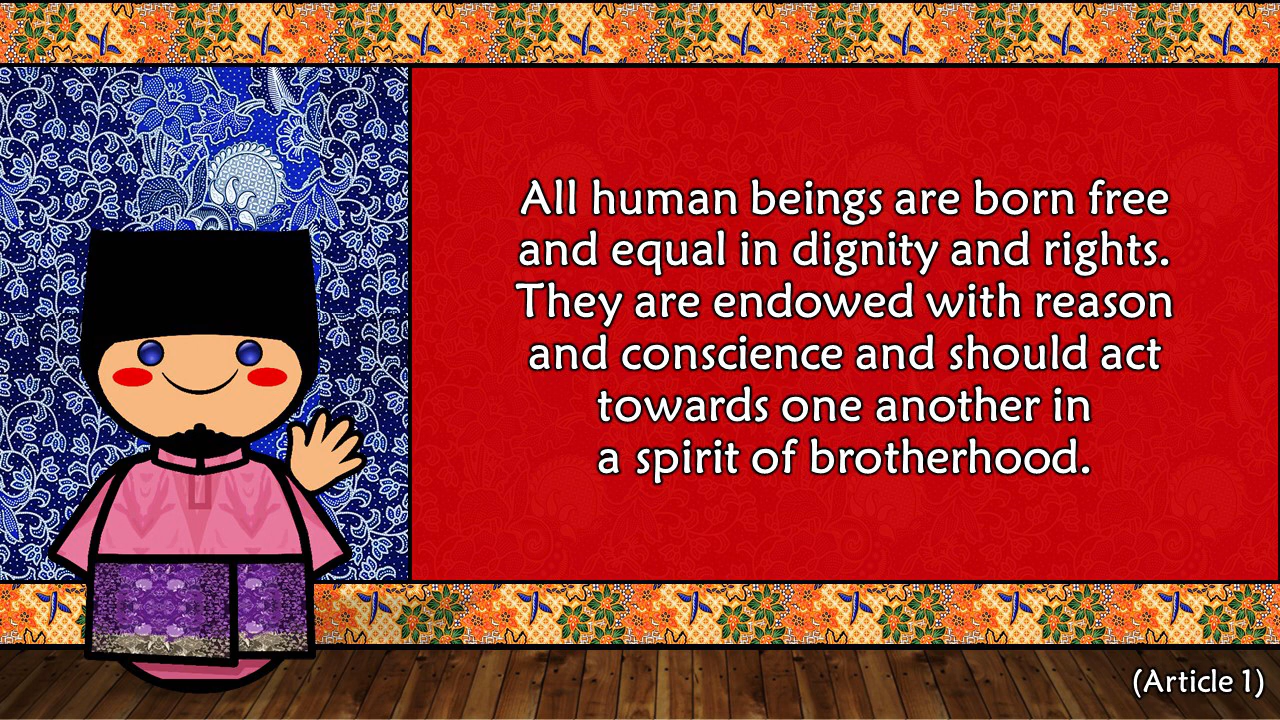 All human beings are born free
and equal in dignity and rights.
They are endowed with reason
and conscience and should act
towards one another in
a spirit of brotherhood.
(Article 1)